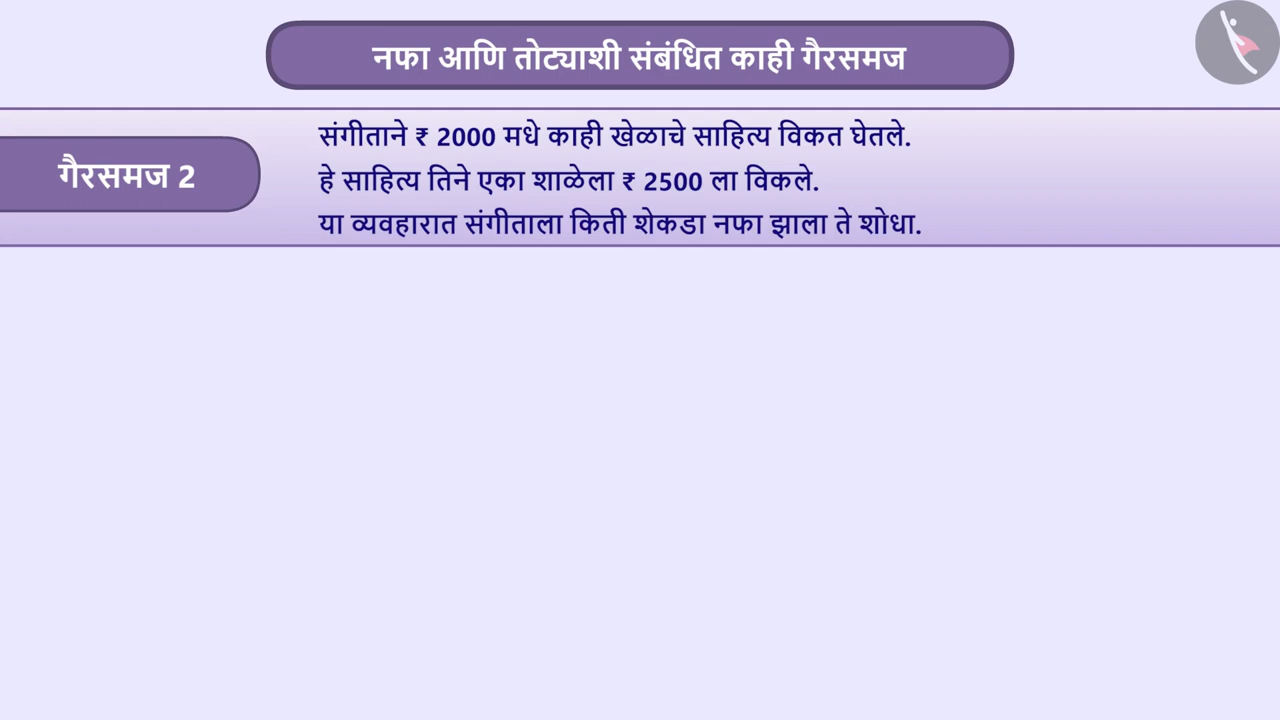 नफा आणि तोट्याशी संबंधित काही गैरसमज
गैरसमज 2
संगीताने ₹ 2000 मधे काही खेळाचे साहित्य विकत घेतले.
हे साहित्य तिने एका शाळेला ₹ 2500 ला विकले.
या व्यवहारात संगीताला किती शेकडा नफा झाला ते शोधा.